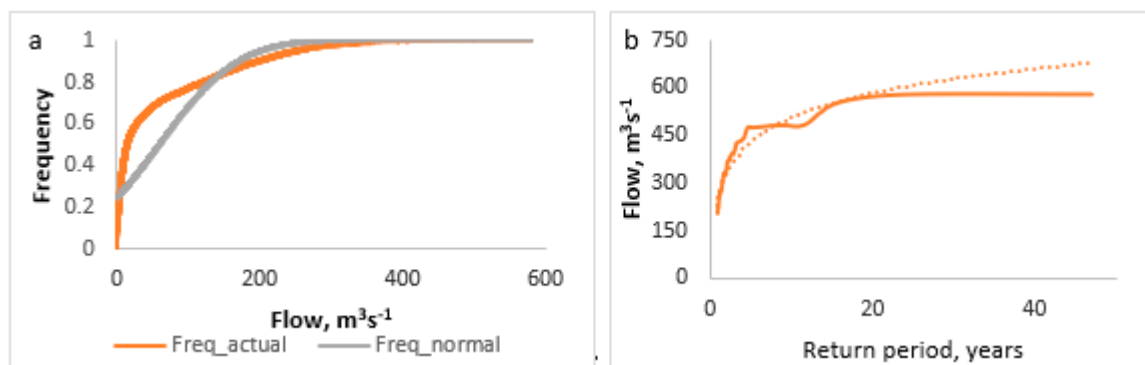 a
1
0.8
0.6
0.4
0.2
0
Frequency
0 200 400 600
Flow, m³s⁻¹
Freq_actual Freq_normal
.
b
750
600
450
300
150
0
Flow, m³s⁻¹
0 20 40
Return period, years